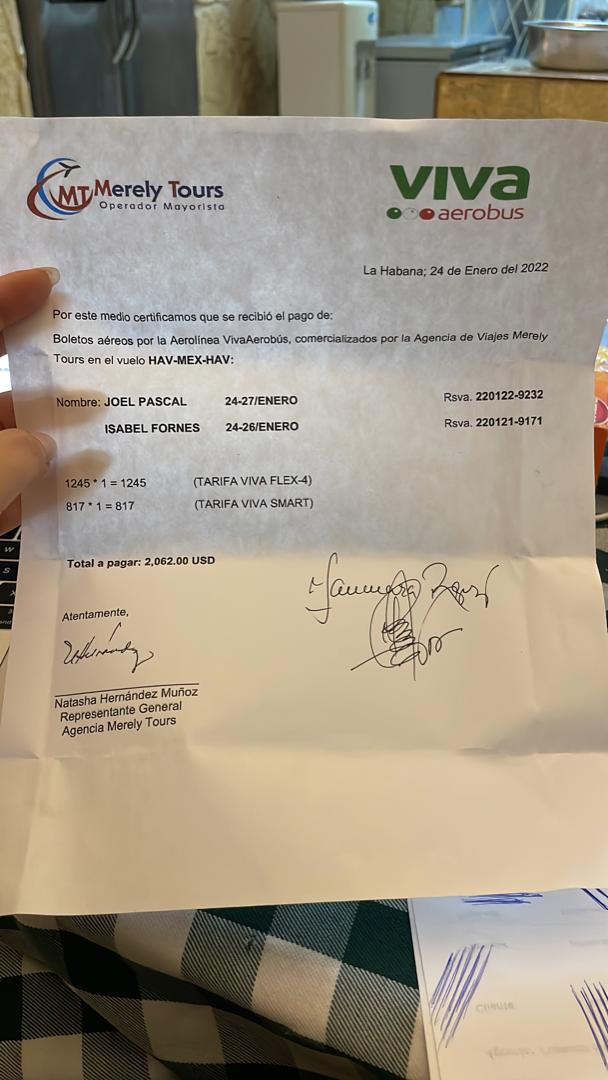 MT Merely Tours
Operador Mayorista
VIVA
aerobus
La Habana; 24 de Enero del 2022
Por este medio certificamos que se recibió el pago de:
Boletos aéreos por la Aerolínea VivaAerobús, comercializados por la Agencia de Viajes Merely
Tours en el vuelo HAV-MEX-HAV:
Nombre: JOEL PASCAL 24-27/ENERO Rsva. 220122-9232
ISABEL FORNES 24-26/ENERO Rsva. 220121-9171
1245 * 1 = 1245 (TARIFA VIVA FLEX-4)
817 * 1 = 817 (TARIFA VIVA SMART)
Total a pagar: 2,062.00 USD
Atentamente,
Natasha Hernández Muñoz
Representante General
Agencia Merely Tours
W
S